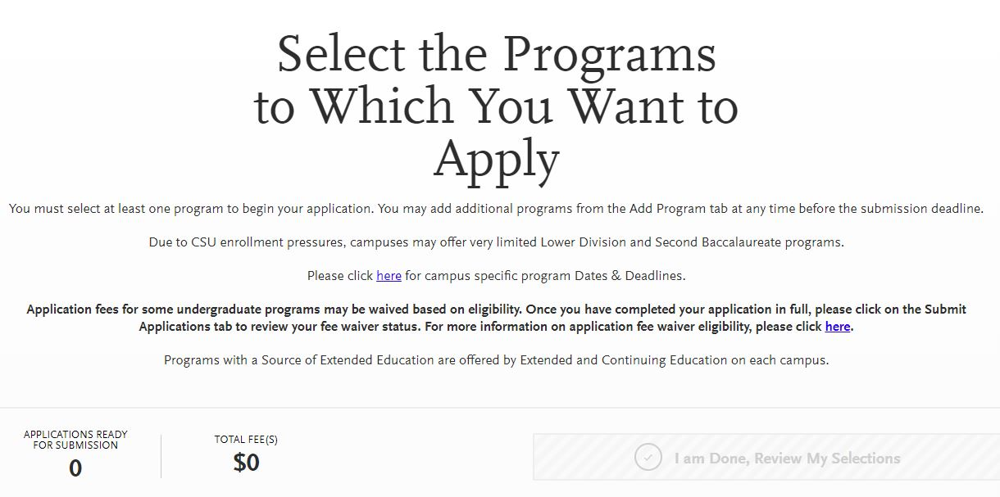 Select the Programs
to Which You Want to
Apply
You must select at least one program to begin your application. You may add additional programs from the Add Program tab at any time before the submission deadline.
Due to CSU enrollment pressures, campuses may offer very limited Lower Division and Second Baccalaureate programs.
Please click here for campus specific program Dates & Deadlines.
Application fees for some undergraduate programs may be waived based on eligibility. Once you have completed your application in full, please click on the Submit
Applications tab to review your fee waiver status. For more information on application fee waiver eligibility, please click here.
Programs with a Source of Extended Education are offered by Extended and Continuing Education on each campus.
APPLICATIONS READY
FOR SUBMISSION
0
TOTAL FEE(S)
$0
I am Done, Review My Selections